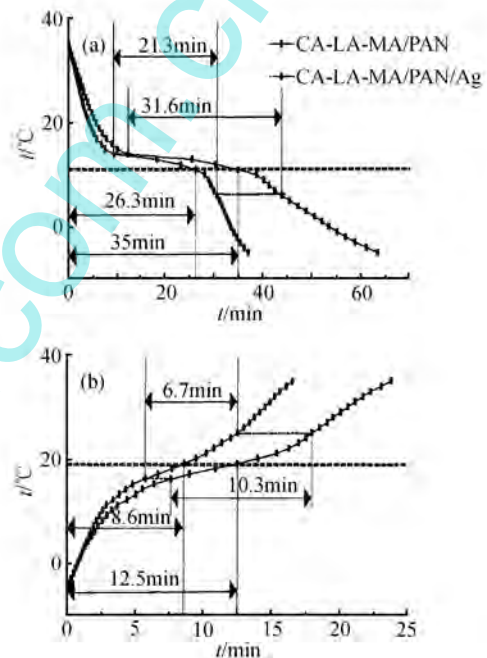 40
(a)
21.3min
CA-LA-MA/PAN
CA-LA-MA/PAN/Ag
31.6min
20
t/℃
26.3min
0
35min
0 20 40 60
t/min
40
(b)
6.7min
20
t/℃
10.3min
8.6min
0
12.5min
0 5 10 15 20 25
t/min
com